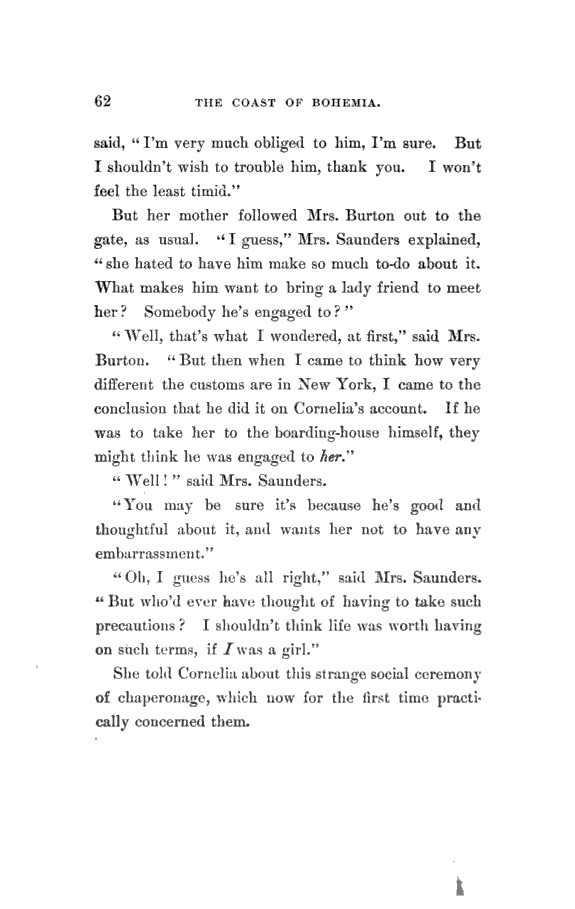 62 THE COAST OF BOHEMIA.
said, “I'm very much obliged to him, I'm sure. But
I shouldn't wish to trouble him, thank you. I won't
feel the least timid.”
But her mother followed Mrs. Burton out to the
gate, as usual. “I guess,” Mrs. Saunders explained,
“she hated to have him make so much to-do about it.
What makes him want to bring a lady friend to meet
her? Somebody he's engaged to?”
“Well, that's what I wondered, at first,” said Mrs.
Burton. “But then when I came to think how very
different the customs are in New York, I came to the
conclusion that he did it on Cornelia's account. If he
was to take her to the boarding-house himself, they
might think he was engaged to her.”
“Well!” said Mrs. Saunders.
“You may be sure it's because he's good and
thoughtful about it, and wants her not to have any
embarrassment.”
“Oh, I guess he's all right,” said Mrs. Saunders.
“But who'd ever have thought of having to take such
precautions? I shouldn't think life was worth having
on such terms, if I was a girl.”
She told Cornelia about this strange social ceremony
of chaperonage, which now for the first time practi-
cally concerned them.